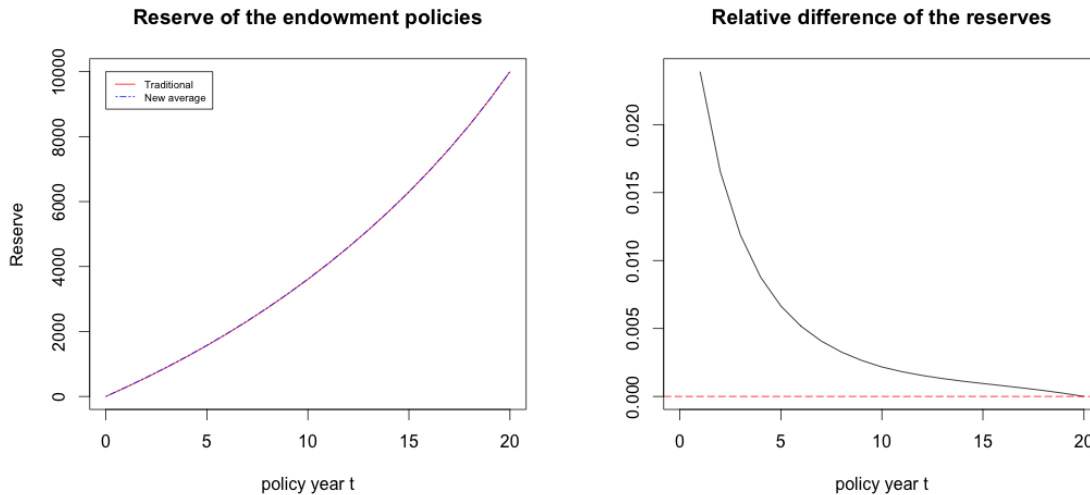 Reserve of the endowment policies
Reserve
10000
8000
6000
4000
2000
0
Traditional
New average
0 5 10 15 20
policy year t
Relative difference of the reserves
0.020
0.015
0.010
0.005
0.000
0 5 10 15 20
policy year t